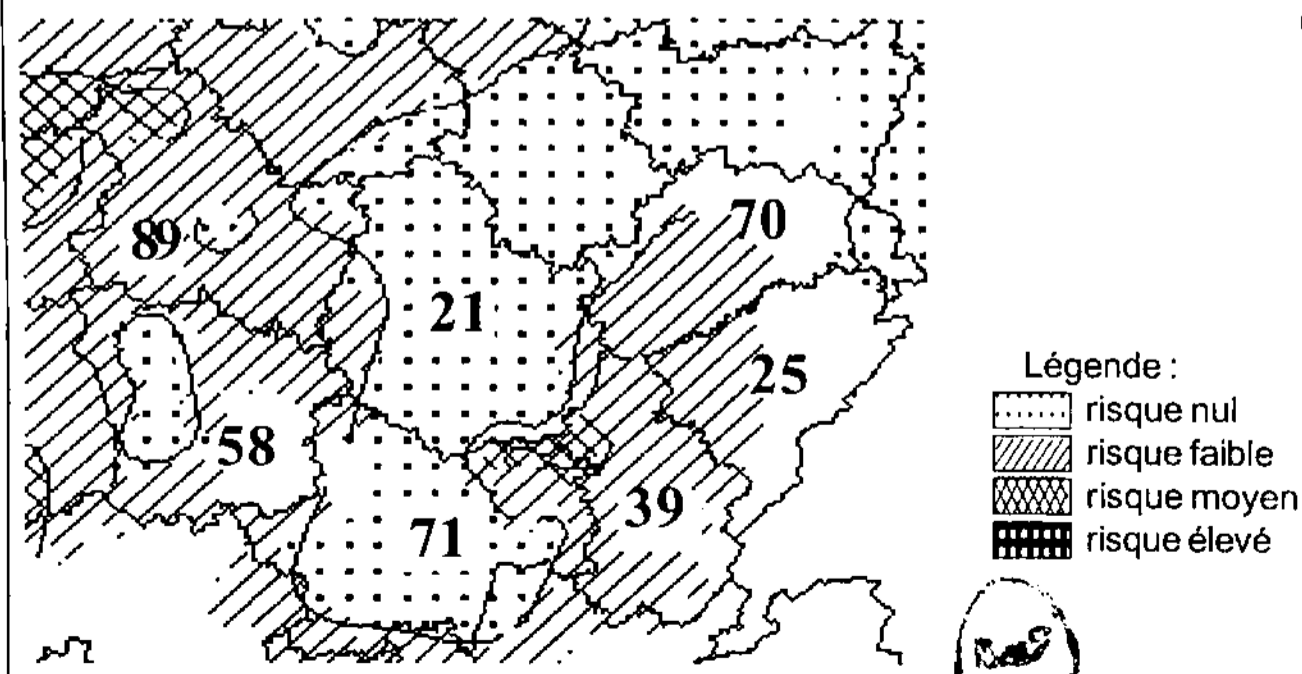 89
70
21
25
58
39
71
Légende :
risque nul
risque faible
risque moyen
risque élevé